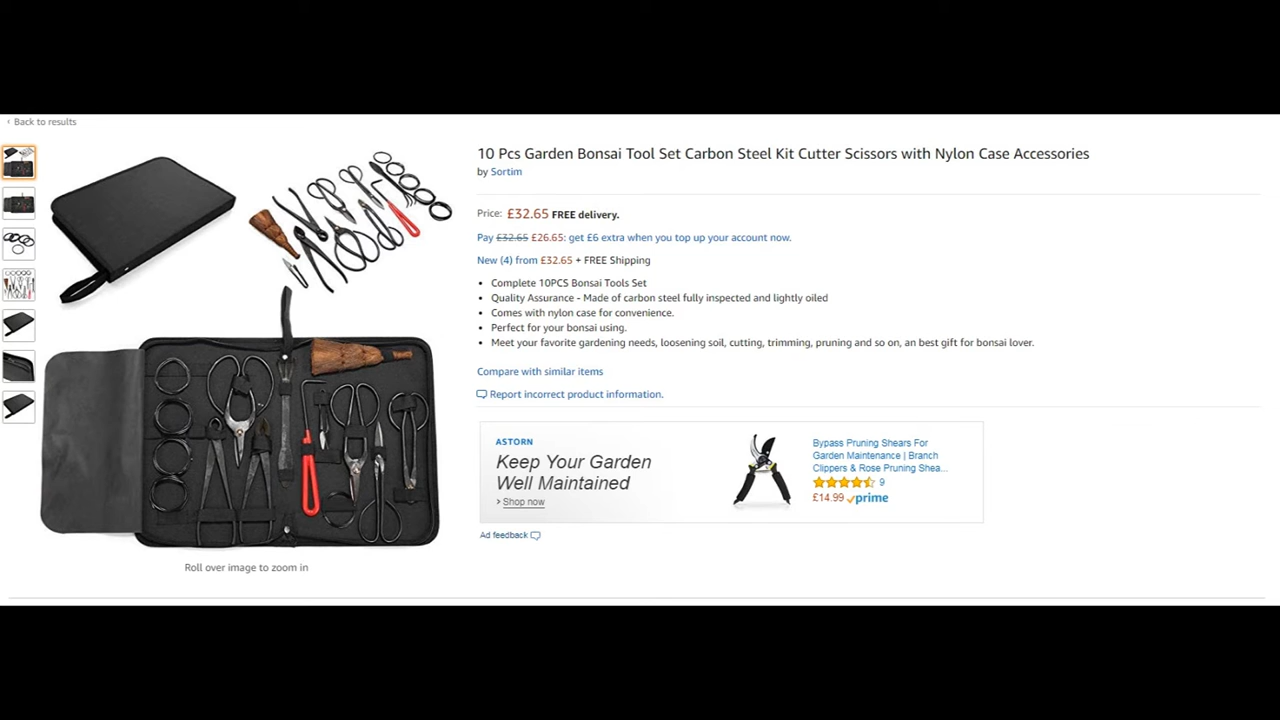 ‹ Back to results
10 Pcs Garden Bonsai Tool Set Carbon Steel Kit Cutter Scissors with Nylon Case Accessories
by Sortim
Price: £32.65 FREE delivery.
Pay £32.65 £26.65: get £6 extra when you top up your account now.
New (4) from £32.65 + FREE Shipping
• Complete 10PCS Bonsai Tools Set
• Quality Assurance - Made of carbon steel fully inspected and lightly oiled
• Comes with nylon case for convenience.
• Perfect for your bonsai using.
• Meet your favorite gardening needs, loosening soil, cutting, trimming, pruning and so on, an best gift for bonsai lover.
Compare with similar items
Report incorrect product information.
ASTORN
Keep Your Garden
Well Maintained
› Shop now
Bypass Pruning Shears For
Garden Maintenance | Branch
Clippers & Rose Pruning Shea...
9
£14.99 prime
Ad feedback
Roll over image to zoom in